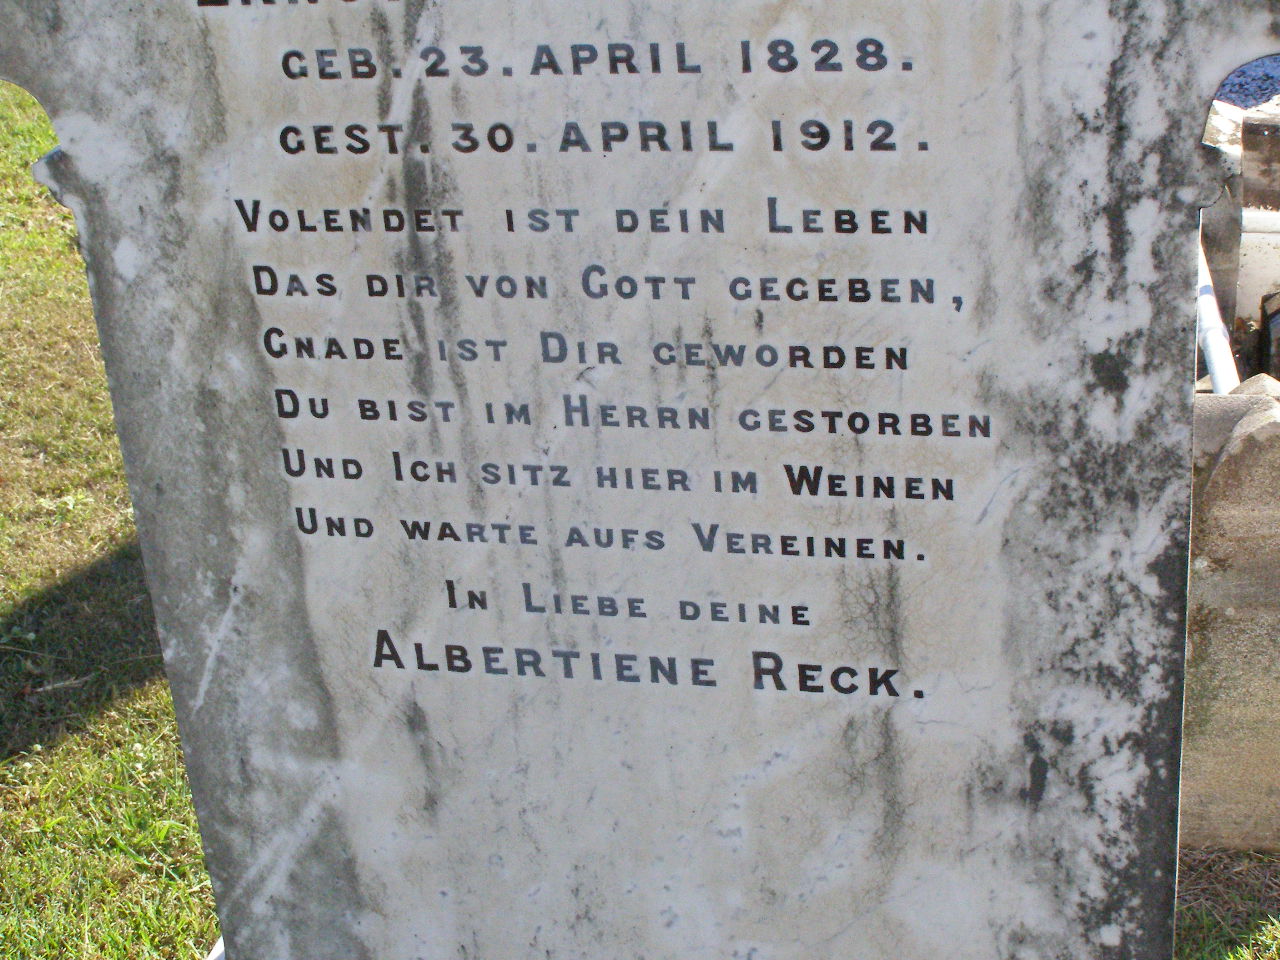 GEB. 23. APRIL 1828.
GEST. 30. APRIL 1912.
VOLLENDET IST DEIN LEBEN
DAS DIR VON GOTT GEGEBEN,
GNADE IST DIR GEWORDEN
DU BIST IM HERRN GESTORBEN
UND ICH SITZ HIER IM WEINEN
UND WARTE AUFS VEREINEN.
IN LIEBE DEINE
ALBERTIENE RECK.